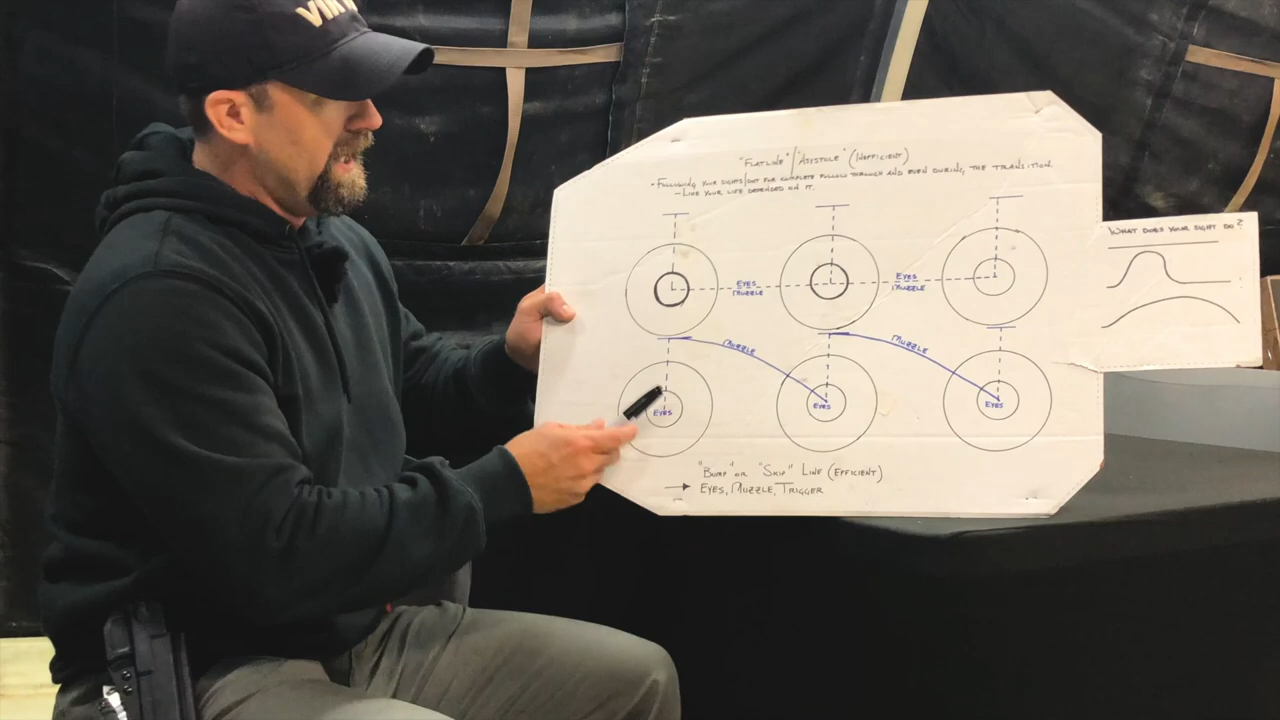 "FLATLINE"/"ASYSTOLE" (INEFFICIENT)
• FOLLOWING YOUR SIGHTS/DOT FOR COMPLETE FOLLOW THROUGH AND EVEN DURING, THE TRANSITION.
- LIKE YOUR LIFE DEPENDED ON IT.
WHAT DOES YOUR SIGHT DO?
EYES
MUZZLE
EYES
MUZZLE
MUZZLE
MUZZLE
EYES
EYES
EYES
"BUMP" OR "SKIP" LINE (EFFICIENT)
→ EYES, MUZZLE, TRIGGER